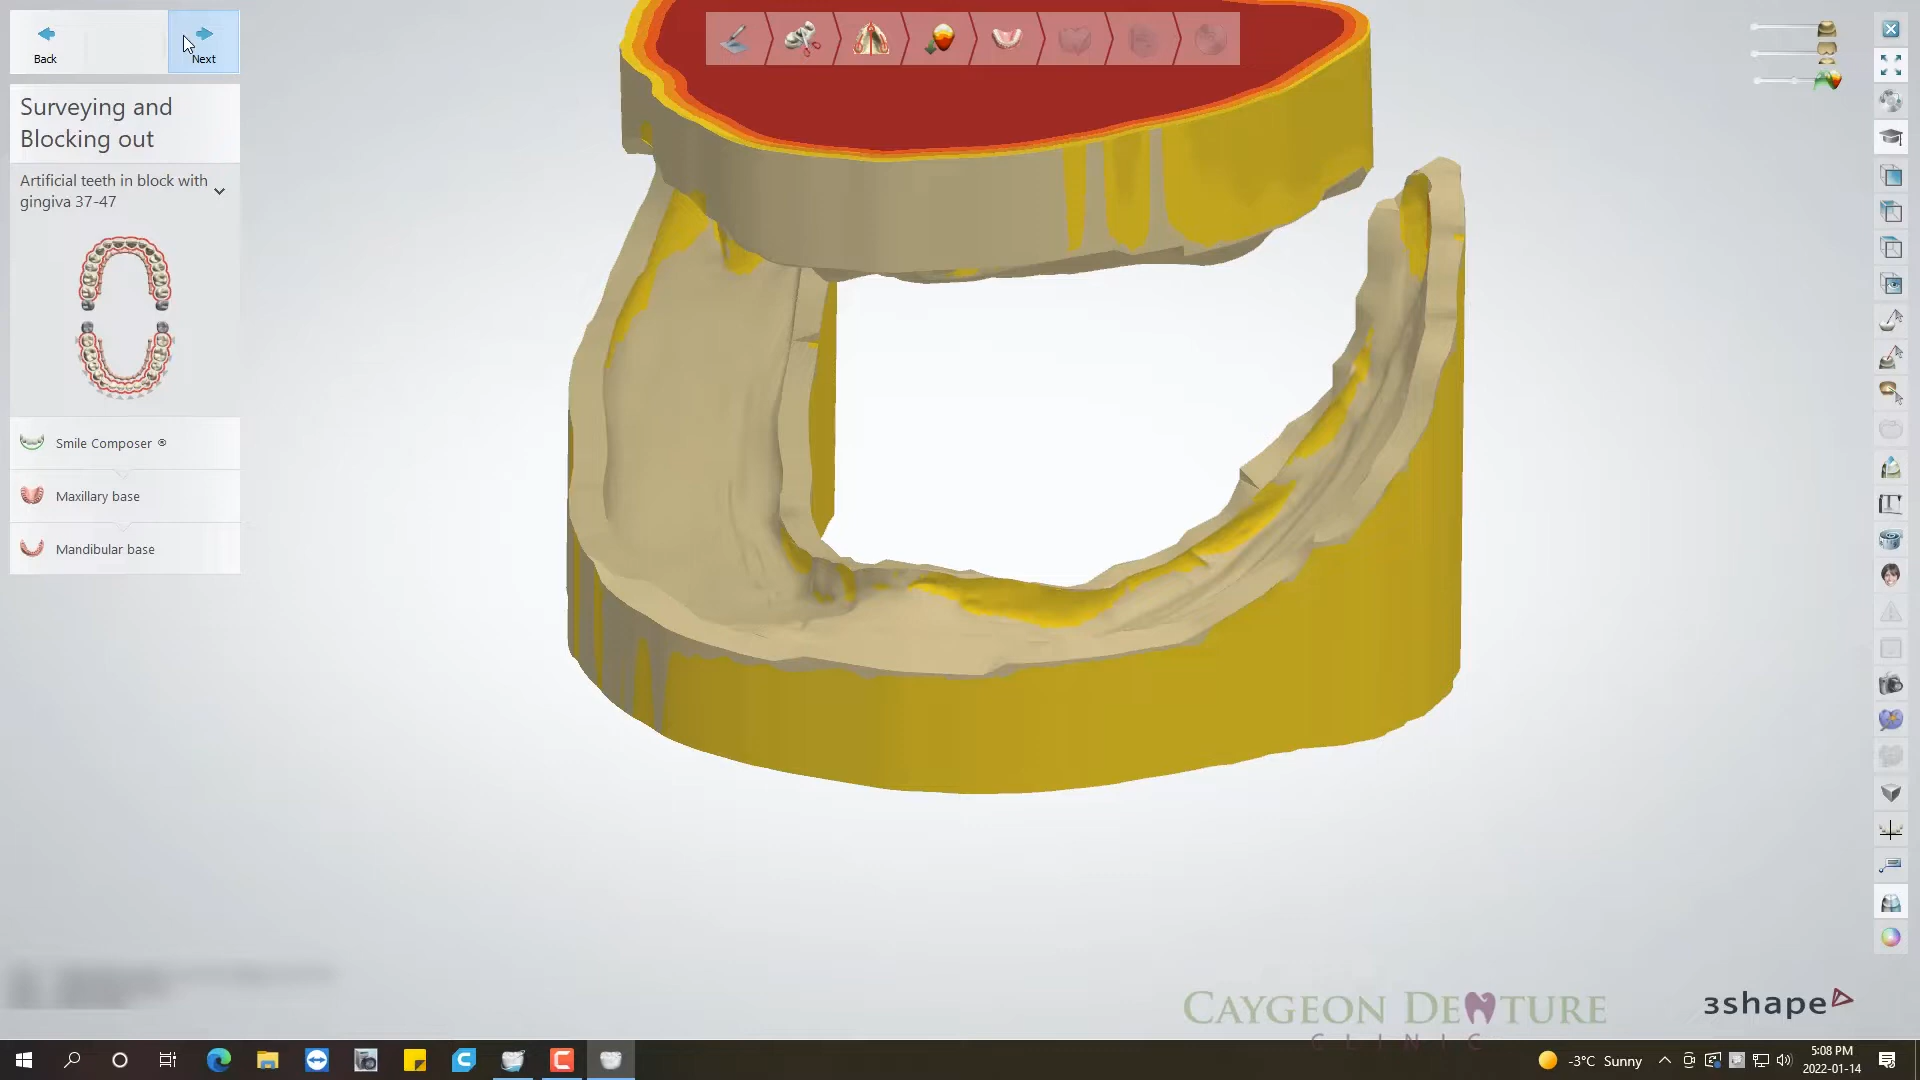 Back
Next
Surveying and
Blocking out
Artificial teeth in block with
gingiva 37-47
Smile Composer ®
Maxillary base
Mandibular base
CAYGEON DENTURE
CLINIC
3shape
-3°C Sunny
5:08 PM
2022-01-14